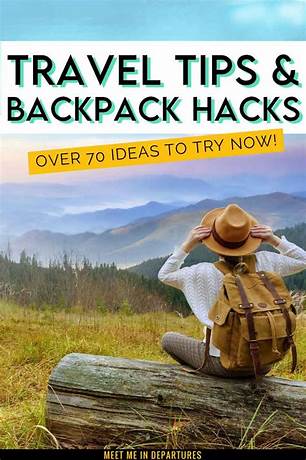 TRAVEL TIPS &
BACKPACK HACKS
OVER 70 IDEAS TO TRY NOW!
MEET ME IN DEPARTURES